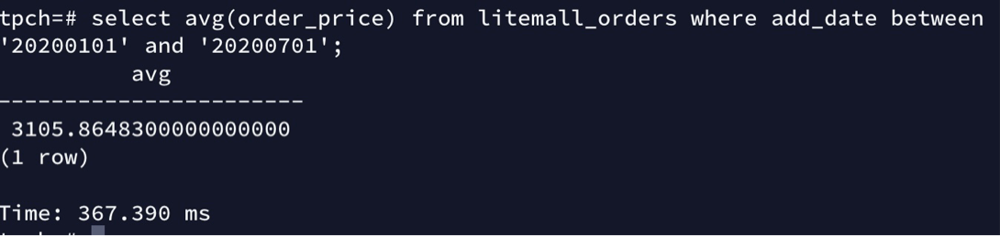 tpch=# select avg(order_price) from litemall_orders where add_date between
'20200101' and '20200701';
avg
-----------------------
3105.8648300000000000
(1 row)
Time: 367.390 ms